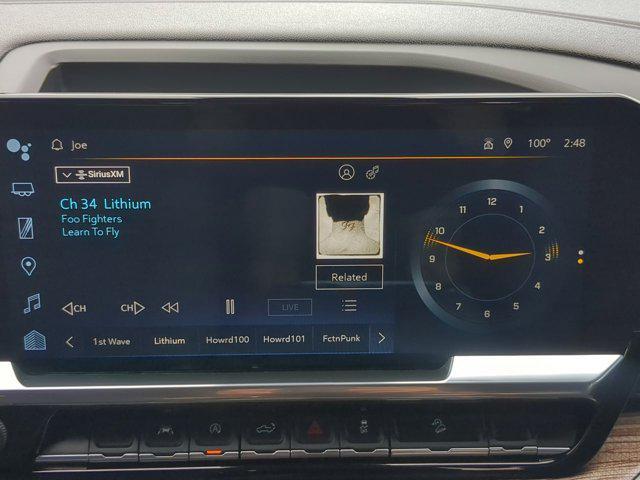 Joe
100° 2:48
SiriusXM
Ch 34 Lithium
Foo Fighters
Learn To Fly
Related
CH
CH
LIVE
1st Wave
Lithium
Howrd100
Howrd101
FctnPunk
12
1
2
3
4
5
6
7
8
9
10
11